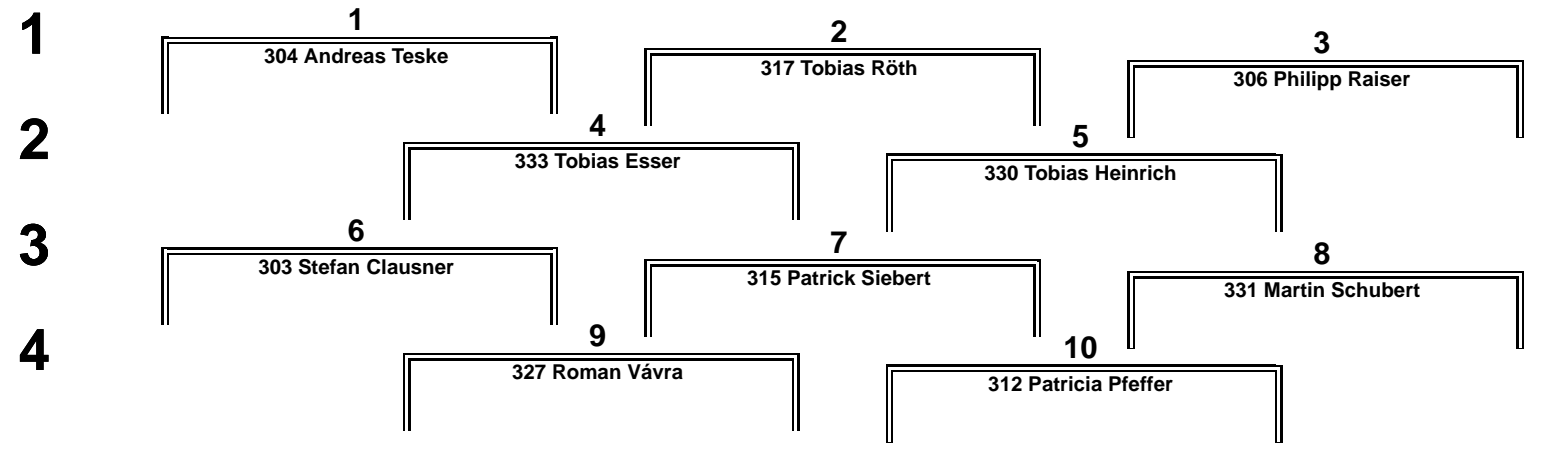 1
1
304 Andreas Teske
2
317 Tobias Röth
3
306 Philipp Raiser
2
4
333 Tobias Esser
5
330 Tobias Heinrich
3
6
303 Stefan Clausner
7
315 Patrick Siebert
8
331 Martin Schubert
4
9
327 Roman Vávra
10
312 Patricia Pfeffer